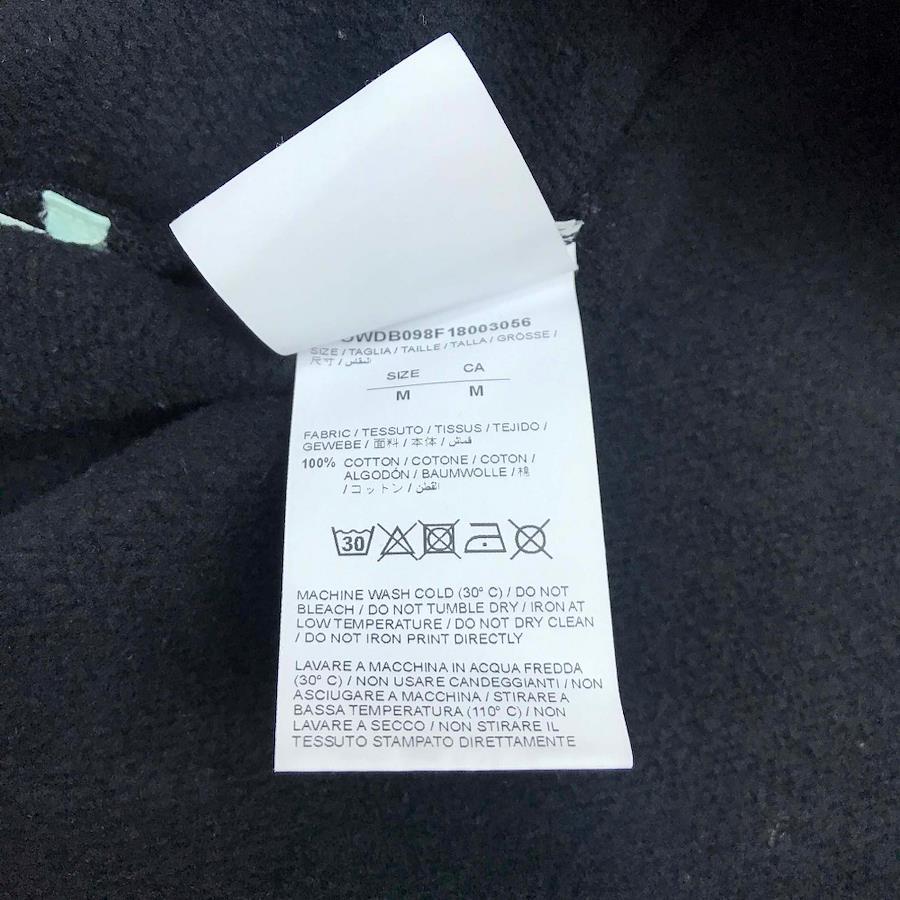 OWDB098F18003056
SIZE / TAGLIA / TAILLE / TALLA / GRÖSSE /
尺寸 / المقاس
SIZE CA
M M
FABRIC / TESSUTO / TISSUS / TEJIDO /
GEWEBE / 面料 / 本体 / قماش
100% COTTON / COTONE / COTON /
ALGODÓN / BAUMWOLLE / 棉
/ コットン / القطن
30
MACHINE WASH COLD (30° C) / DO NOT
BLEACH / DO NOT TUMBLE DRY / IRON AT
LOW TEMPERATURE / DO NOT DRY CLEAN
/ DO NOT IRON PRINT DIRECTLY
LAVARE A MACCHINA IN ACQUA FREDDA
(30° C) / NON USARE CANDEGGIANTI / NON
ASCIUGARE A MACCHINA / STIRARE A
BASSA TEMPERATURA (110° C) / NON
LAVARE A SECCO / NON STIRARE IL
TESSUTO STAMPATO DIRETTAMENTE